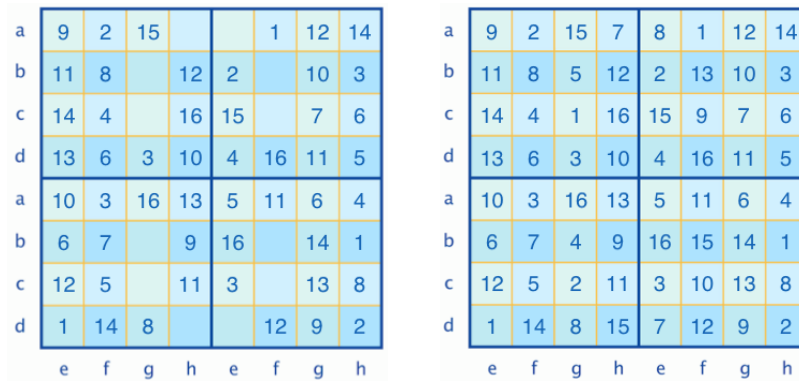 a 9 2 15 1 12 14 a 9 2 15 7 8 1 12 14
b 11 8 12 2 10 3 b 11 8 5 12 2 13 10 3
c 14 4 16 15 7 6 c 14 4 1 16 15 9 7 6
d 13 6 3 10 4 16 11 5 d 13 6 3 10 4 16 11 5
a 10 3 16 13 5 11 6 4 a 10 3 16 13 5 11 6 4
b 6 7 9 16 14 1 b 6 7 4 9 16 15 14 1
c 12 5 11 3 13 8 c 12 5 2 11 3 10 13 8
d 1 14 8 12 9 2 d 1 14 8 15 7 12 9 2
e f g h e f g h e f g h e f g h